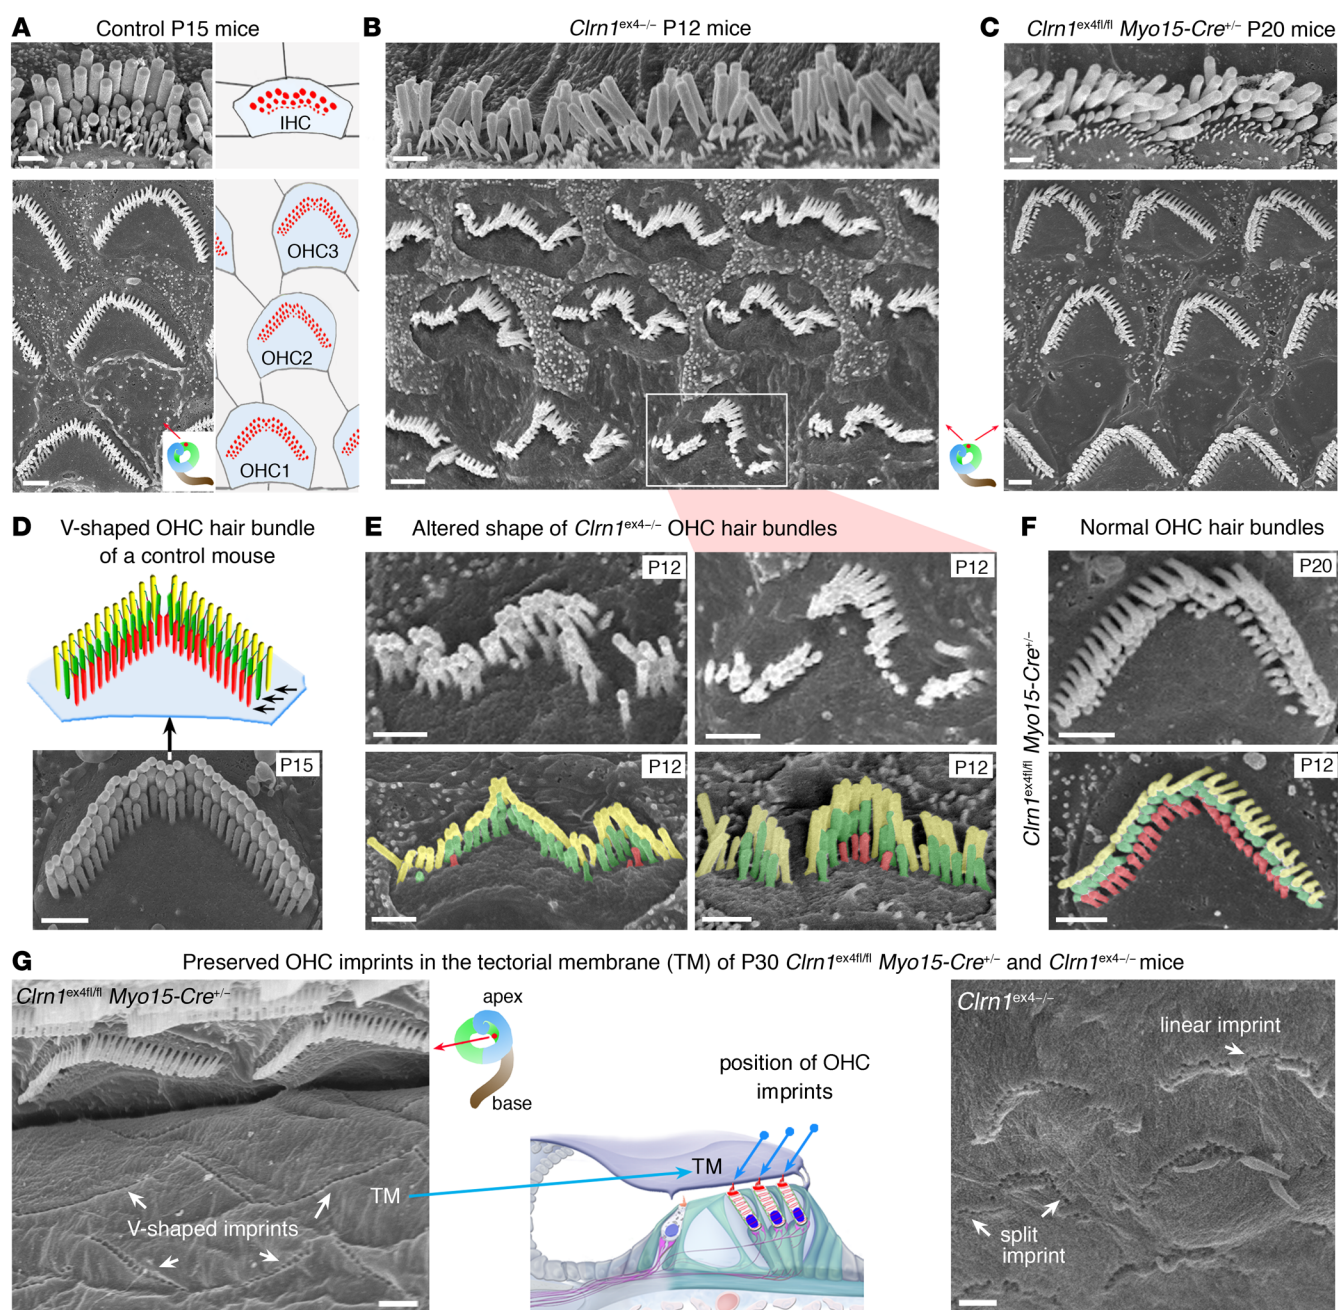 A
Control P15 mice
IHC
OHC3
OHC2
OHC1
B
Clrn1ex4–/– P12 mice
C
Clrn1ex4fl/fl Myo15-Cre+/– P20 mice
D
V-shaped OHC hair bundle
of a control mouse
P15
E
Altered shape of Clrn1ex4–/– OHC hair bundles
P12
P12
P12
P12
F
Normal OHC hair bundles
Clrn1ex4fl/fl Myo15-Cre+/–
P20
P12
G
Preserved OHC imprints in the tectorial membrane (TM) of P30 Clrn1ex4fl/fl Myo15-Cre+/– and Clrn1ex4–/– mice
Clrn1ex4fl/fl Myo15-Cre+/–
V-shaped imprints
TM
apex
base
position of OHC
imprints
TM
Clrn1ex4–/–
linear imprint
split
imprint